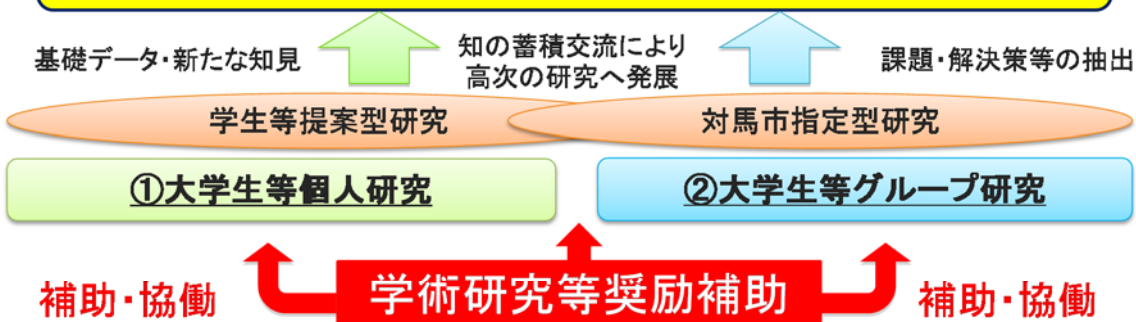 基礎データ・新たな知見
知の蓄積交流により
高次の研究へ発展
課題・解決策等の抽出
学生等提案型研究
対馬市指定型研究
①大学生等個人研究
②大学生等グループ研究
補助・協働
学術研究等奨励補助
補助・協働